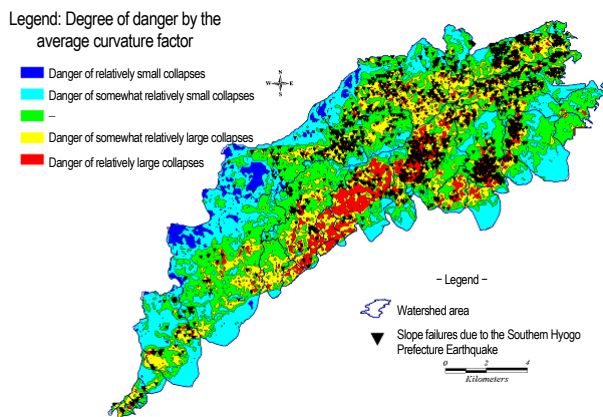 Legend: Degree of danger by the
average curvature factor
Danger of relatively small collapses
Danger of somewhat relatively small collapses
–
Danger of somewhat relatively large collapses
Danger of relatively large collapses
N
W E
S
– Legend –
Watershed area
Slope failures due to the Southern Hyogo
Prefecture Earthquake
0 2 4
Kilometers